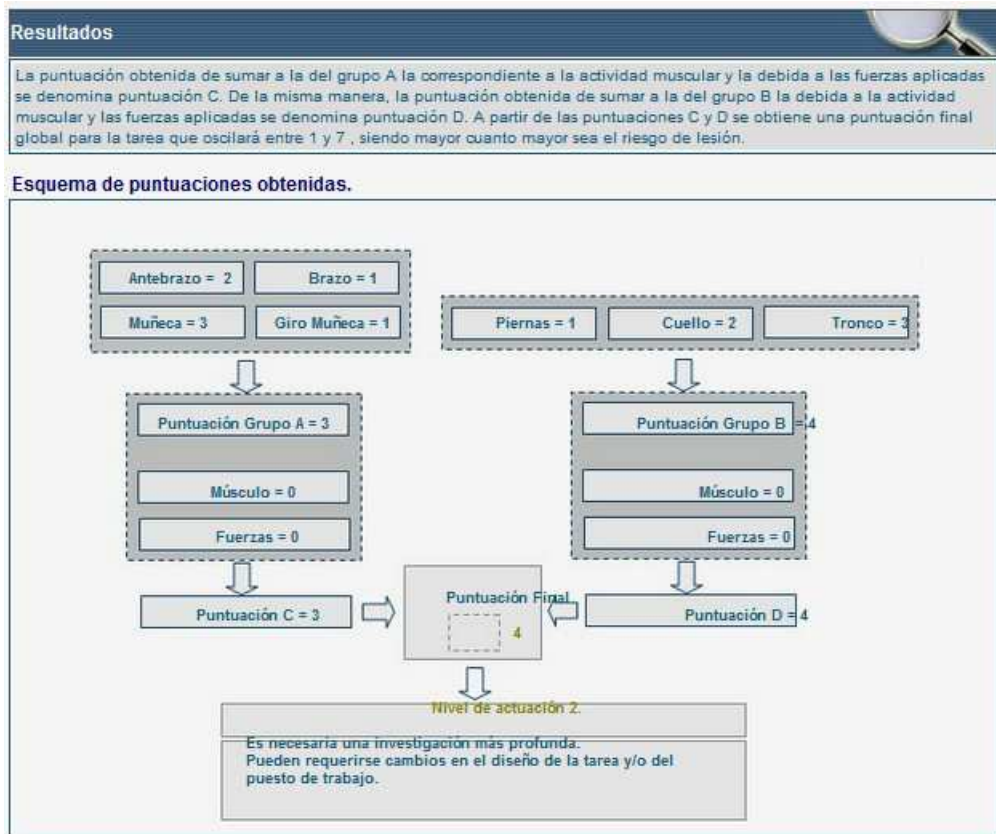 Resultados
La puntuación obtenida de sumar a la del grupo A la correspondiente a la actividad muscular y la debida a las fuerzas aplicadas
se denomina puntuación C. De la misma manera, la puntuación obtenida de sumar a la del grupo B la debida a la actividad
muscular y las fuerzas aplicadas se denomina puntuación D. A partir de las puntuaciones C y D se obtiene una puntuación final
global para la tarea que oscilará entre 1 y 7 , siendo mayor cuanto mayor sea el riesgo de lesión.
Esquema de puntuaciones obtenidas.
Antebrazo = 2
Brazo = 1
Muñeca = 3
Giro Muñeca = 1
Piernas = 1
Cuello = 2
Tronco = 3
Puntuación Grupo A = 3
Músculo = 0
Fuerzas = 0
Puntuación Grupo B = 4
Músculo = 0
Fuerzas = 0
Puntuación C = 3
Puntuación Final
4
Puntuación D = 4
Nivel de actuación 2.
Es necesaria una investigación más profunda.
Pueden requerirse cambios en el diseño de la tarea y/o del
puesto de trabajo.